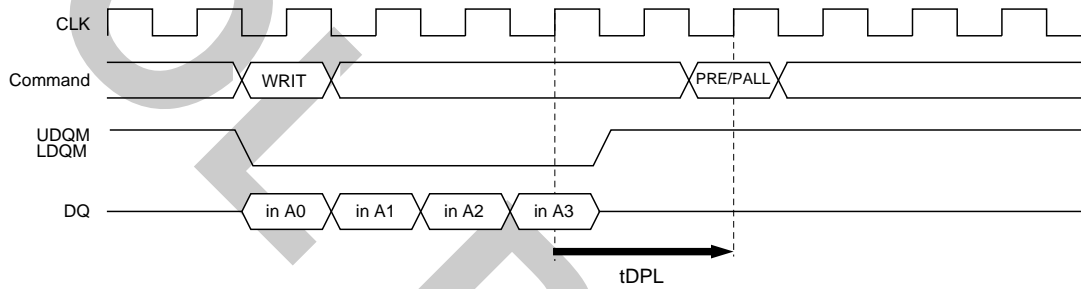 CLK
Command WRIT PRE/PALL
UDQM
LDQM
DQ in A0 in A1 in A2 in A3
tDPL